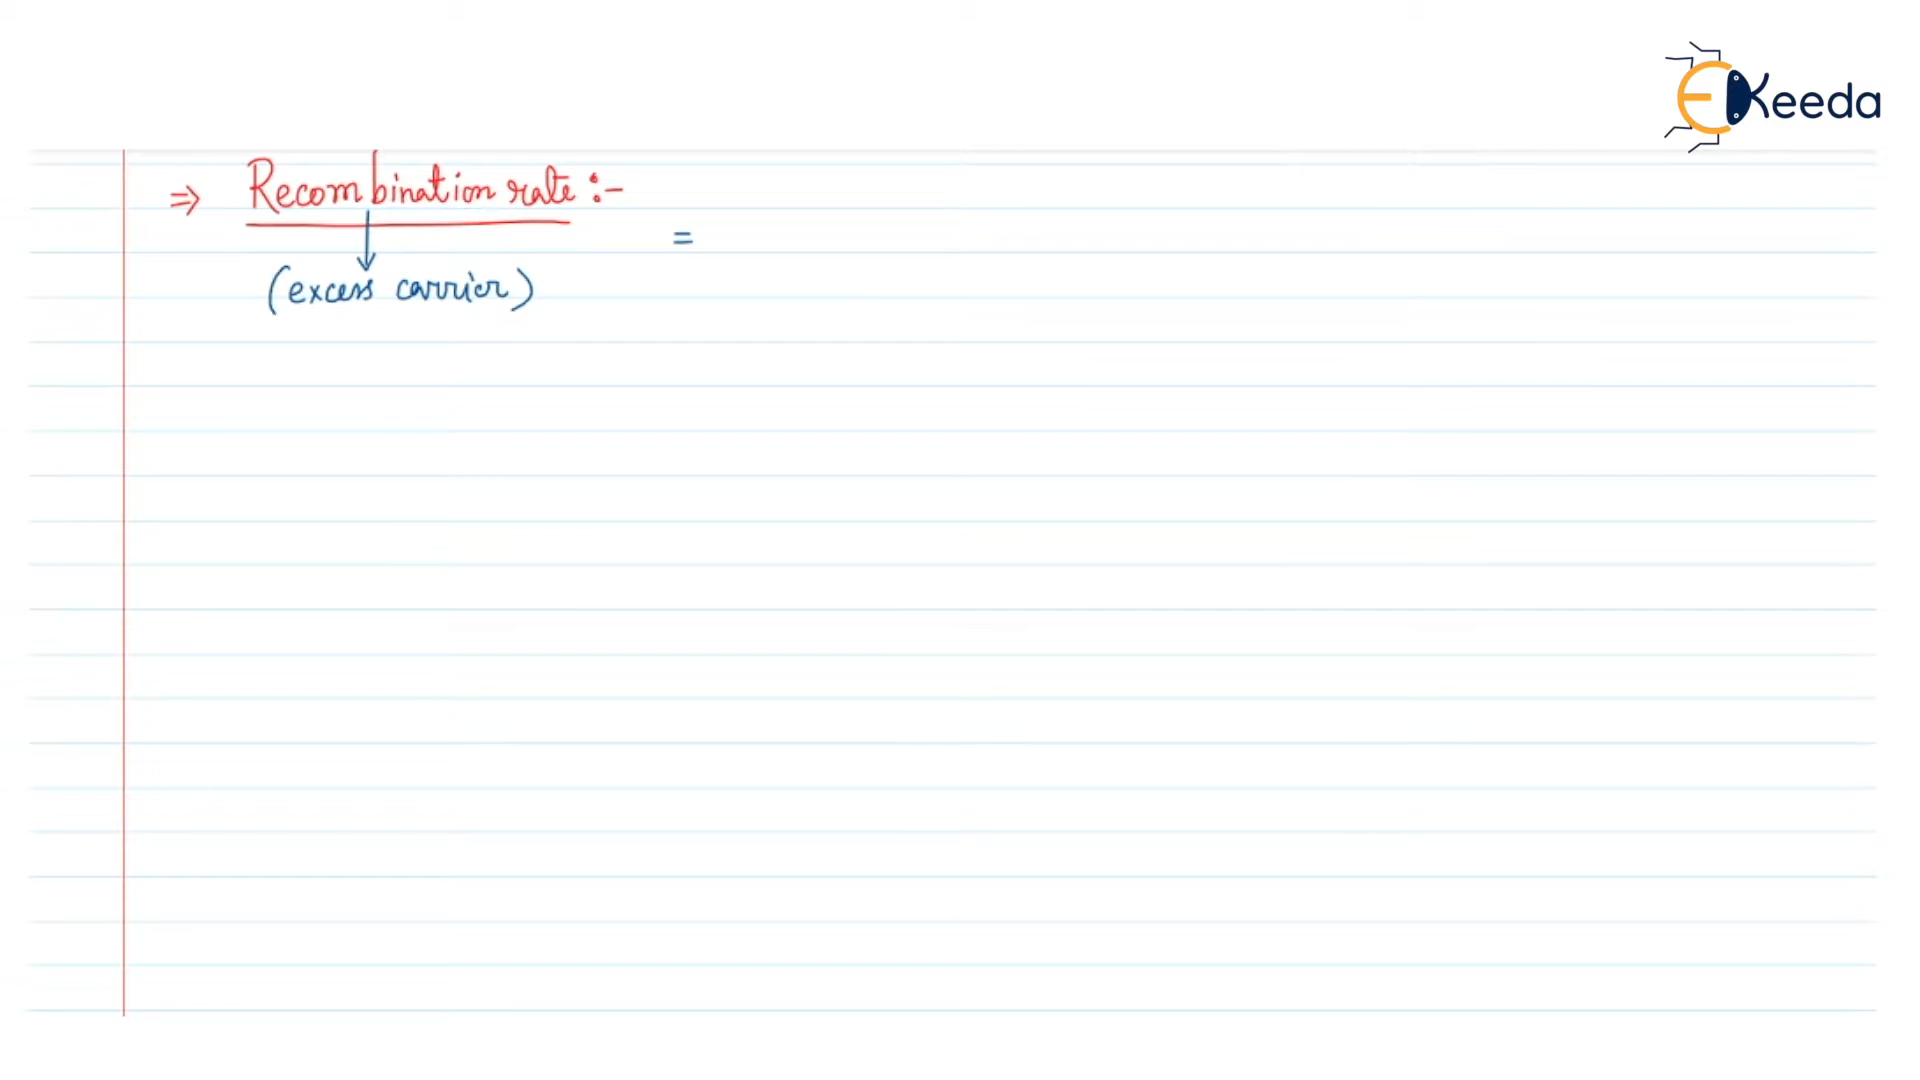 EKeeda
⇒ Recombination rate :-
=
(excess carrier)